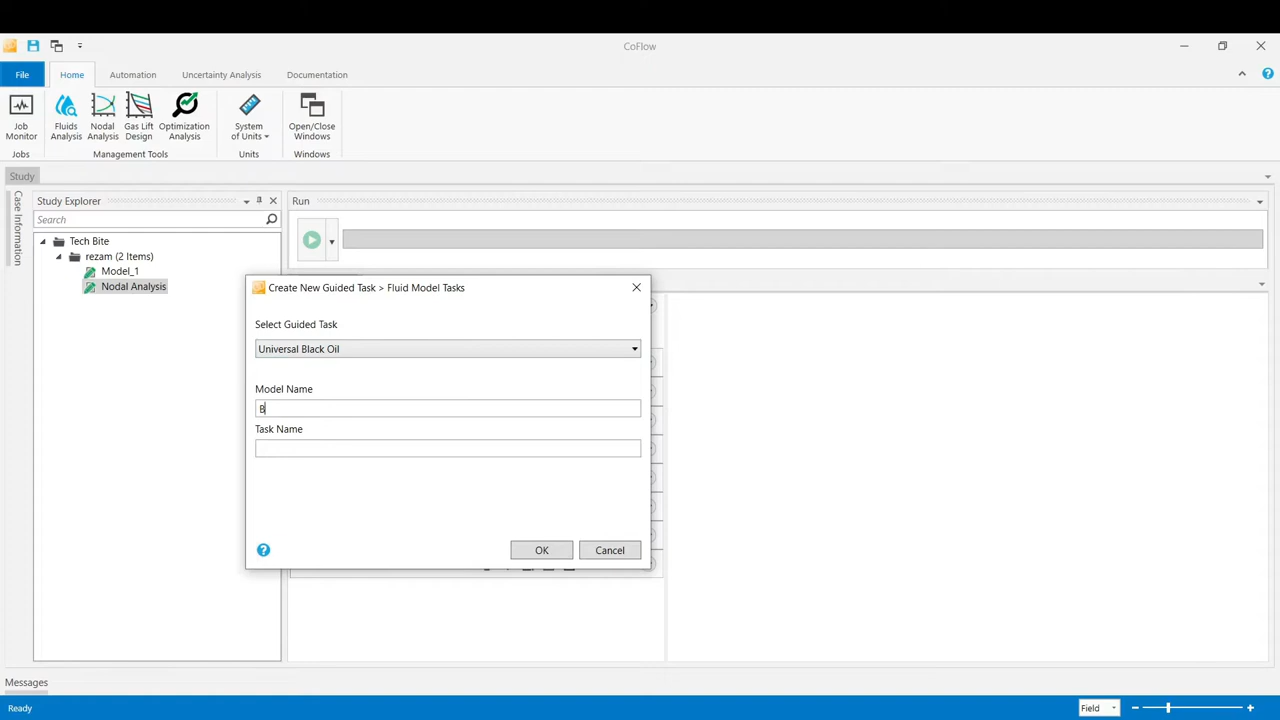 CoFlow
File
Home
Automation
Uncertainty Analysis
Documentation
Job
Monitor
Fluids
Analysis
Nodal
Analysis
Gas Lift
Design
Optimization
Analysis
System
of Units
Open/Close
Windows
Jobs
Management Tools
Units
Windows
Study
Case Information
Study Explorer
Search
Tech Bite
rezam (2 Items)
Model_1
Nodal Analysis
Run
Create New Guided Task > Fluid Model Tasks
Select Guided Task
Universal Black Oil
Model Name
B
Task Name
OK
Cancel
Messages
Ready
Field